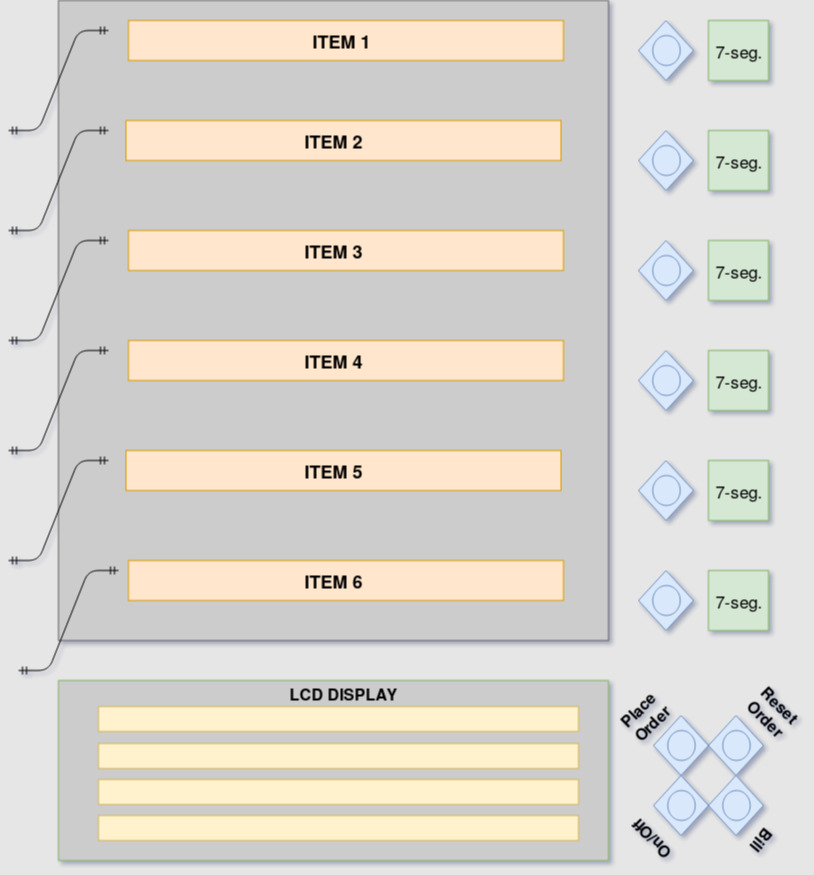 ITEM 1
7-seg.
ITEM 2
7-seg.
ITEM 3
7-seg.
ITEM 4
7-seg.
ITEM 5
7-seg.
ITEM 6
7-seg.
LCD DISPLAY
Place
Order
Reset
Order
On/Off
Bill